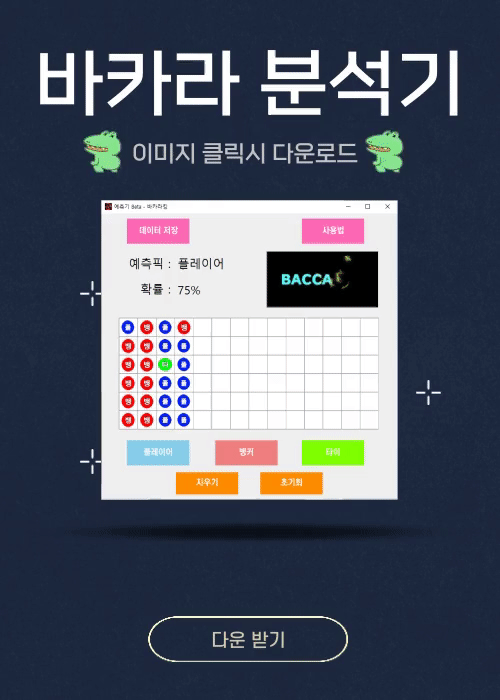 바카라 분석기
이미지 클릭시 다운로드
예측기 Beta - 바카라킹
데이터 저장
사용법
예측픽 : 플레이어
확률 : 75%
BACCA
플 뱅 플 뱅
뱅 뱅 플 플
뱅 뱅 타 플
뱅 뱅 플 플
뱅 뱅 플 플
뱅 뱅 플 플
플레이어
뱅커
타이
지우기
초기화
다운 받기